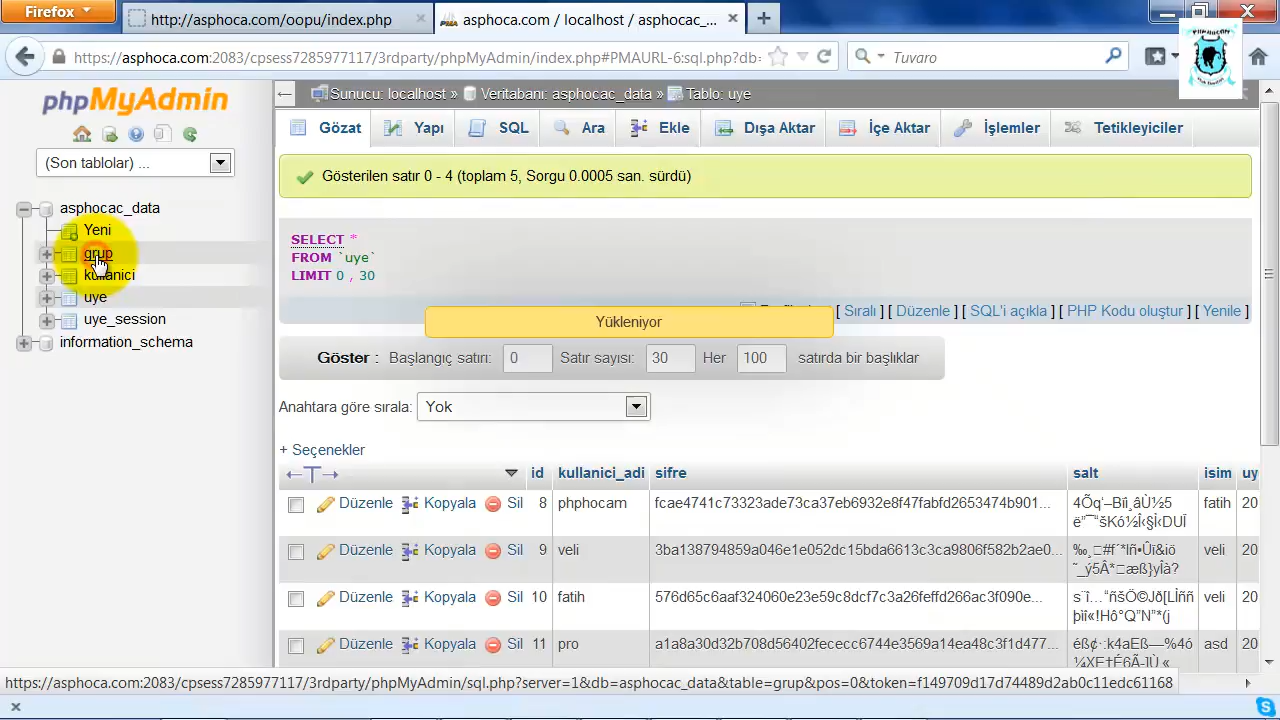 Firefox
http://asphoca.com/oopu/index.php
asphoca.com / localhost / asphocac_...
https://asphoca.com:2083/cpsess7285977117/3rdparty/phpMyAdmin/index.php#PMAURL-6:sql.php?db=
Tuvaro
phpMyAdmin
(Son tablolar) ...
asphocac_data
Yeni
grup
kullanici
uye
uye_session
information_schema
Sunucu: localhost »
asphocac_data »
Tablo: uye
Gözat
Yapı
SQL
Ara
Ekle
Dışa Aktar
İçe Aktar
İşlemler
Tetikleyiciler
Gösterilen satır 0 - 4 (toplam 5, Sorgu 0.0005 san. sürdü)
SELECT *
FROM `uye`
LIMIT 0 , 30
[ Sıralı ] [ Düzenle ] [ SQL'i açıkla ] [ PHP Kodu oluştur ] [ Yenile ]
Yükleniyor
Göster : Başlangıç satırı: 0 Satır sayısı: 30 Her 100 satırda bir başlıklar
Anahtara göre sırala: Yok
+ Seçenekler
id kullanici_adi sifre salt isim uy
Düzenle Kopyala Sil 8 phphocam fcae4741c73323ade73ca37eb6932e8f47fabfd2653474b901... fatih 20
Düzenle Kopyala Sil 9 veli 3ba138794859a046e1e052dc15bda6613c3ca9806f582b2ae0... veli 20
Düzenle Kopyala Sil 10 fatih 576d65c6aaf324060e23e59c8dcf7c3a26feffd266ac3f090e... veli 20
Düzenle Kopyala Sil 11 pro a1a8a30d32b708d56402fececc6744e3569a14ea48c3f1d477... asd 20
https://asphoca.com:2083/cpsess7285977117/3rdparty/phpMyAdmin/sql.php?server=1&db=asphocac_data&table=grup&pos=0&token=f149709d17d74489d2ab0c11edc61168